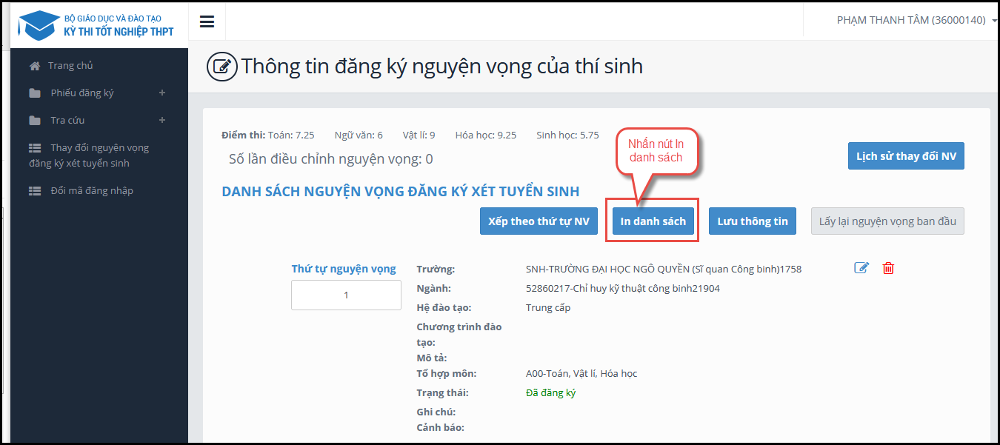 BỘ GIÁO DỤC VÀ ĐÀO TẠO
KỲ THI TỐT NGHIỆP THPT
PHẠM THANH TÂM (36000140)
Trang chủ
Phiếu đăng ký +
Tra cứu +
Thay đổi nguyện vọng
đăng ký xét tuyển sinh
Đổi mã đăng nhập
Thông tin đăng ký nguyện vọng của thí sinh
Điểm thi: Toán: 7.25 Ngữ văn: 6 Vật lí: 9 Hóa học: 9.25 Sinh học: 5.75
Số lần điều chỉnh nguyện vọng: 0
Nhấn nút In
danh sách
Lịch sử thay đổi NV
DANH SÁCH NGUYỆN VỌNG ĐĂNG KÝ XÉT TUYỂN SINH
Xếp theo thứ tự NV In danh sách Lưu thông tin Lấy lại nguyện vọng ban đầu
Thứ tự nguyện vọng
1
Trường: SNH-TRƯỜNG ĐẠI HỌC NGÔ QUYỀN (Sĩ quan Công binh)1758
Ngành: 52860217-Chỉ huy kỹ thuật công binh21904
Hệ đào tạo: Trung cấp
Chương trình đào
tạo:
Mô tả:
Tổ hợp môn: A00-Toán, Vật lí, Hóa học
Trạng thái: Đã đăng ký
Ghi chú:
Cảnh báo: